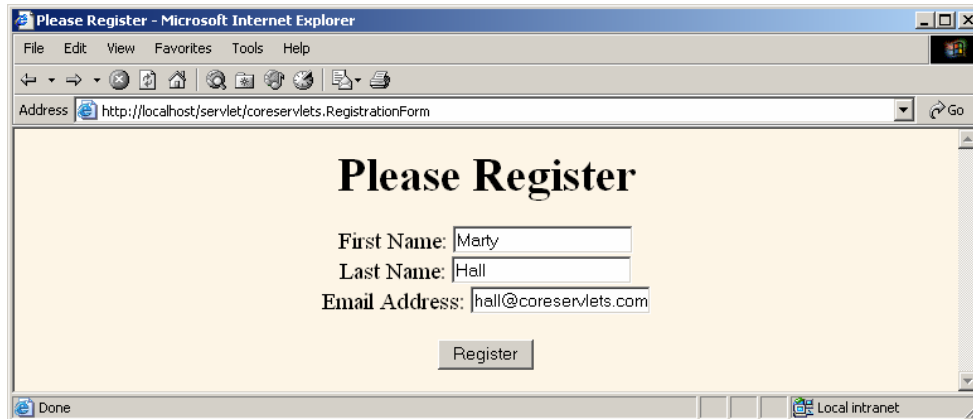 Please Register - Microsoft Internet Explorer
File Edit View Favorites Tools Help
Address http://localhost/servlet/coreservlets.RegistrationForm Go
Please Register
First Name: Marty
Last Name: Hall
Email Address: hall@coreservlets.com
Register
Done Local intranet